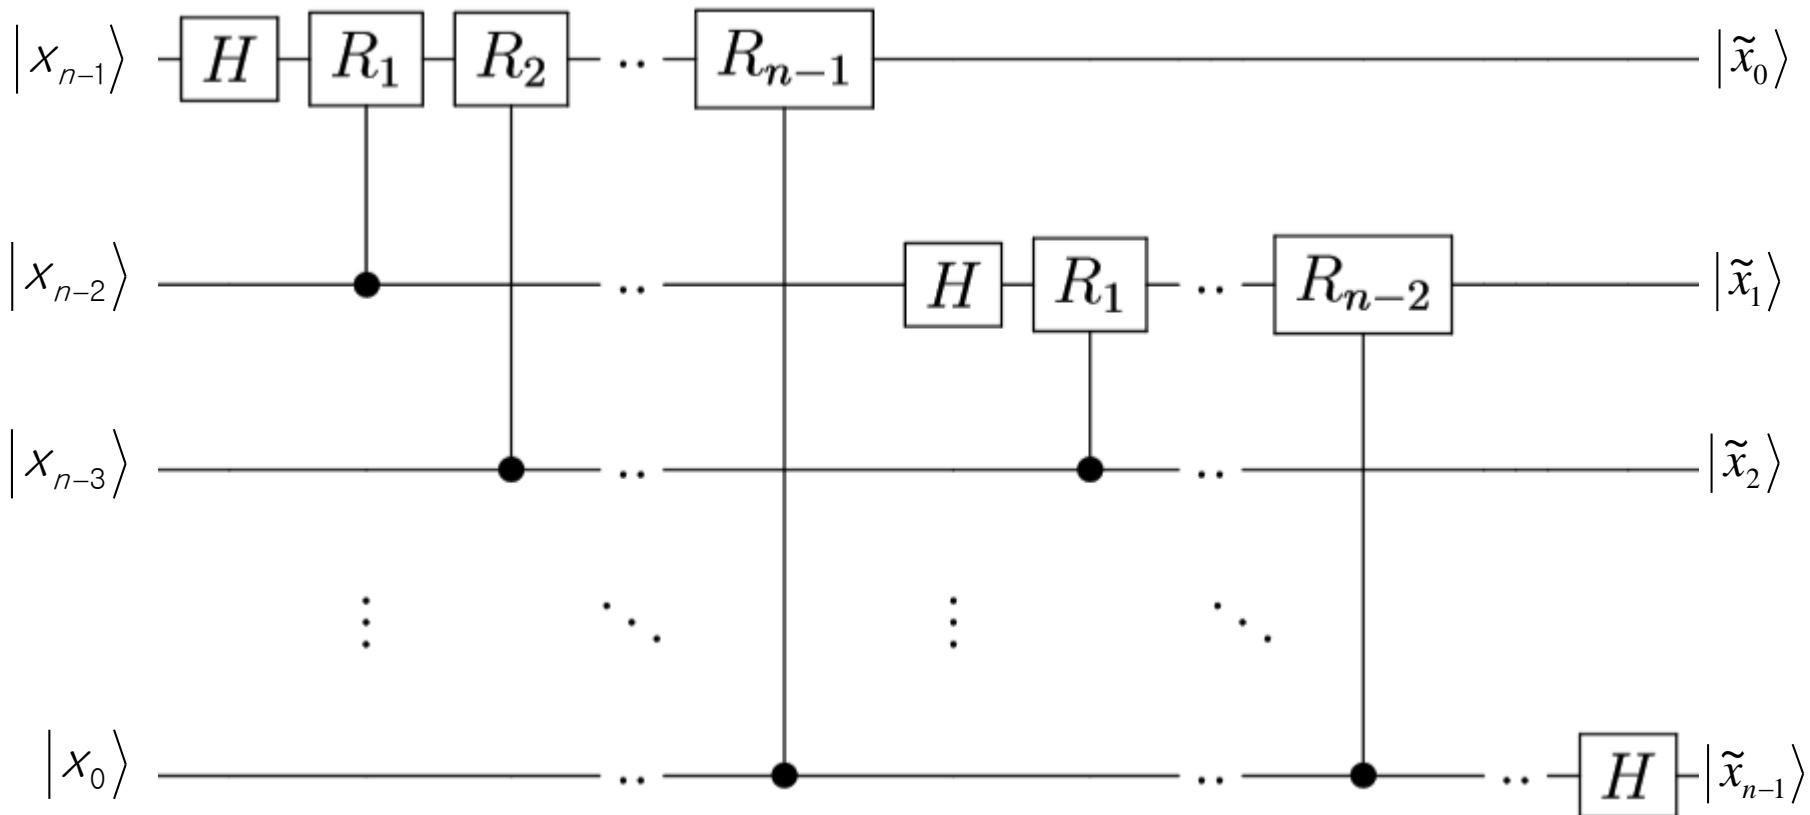 |x_{n-1}⟩ H R_1 R_2 .. R_{n-1} |x̃_0⟩
|x_{n-2}⟩ .. H R_1 .. R_{n-2} |x̃_1⟩
|x_{n-3}⟩ .. .. |x̃_2⟩
|x_0⟩ .. .. .. H |x̃_{n-1}⟩